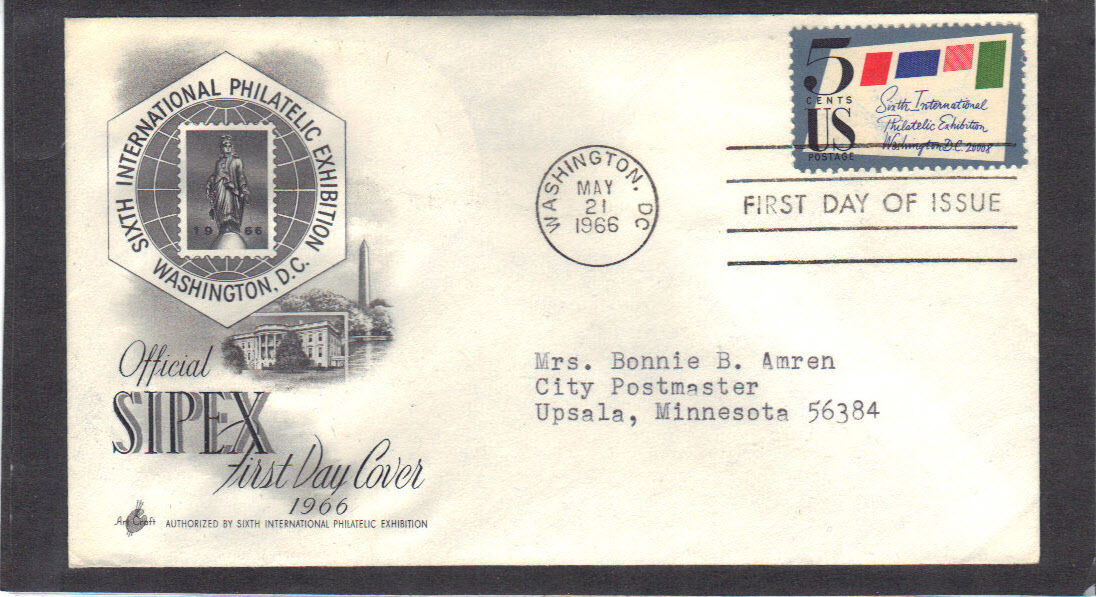 SIXTH INTERNATIONAL PHILATELIC EXHIBITION
WASHINGTON, D.C.
1966
Official
SIPEX
First Day Cover
1966
Art Craft
AUTHORIZED BY SIXTH INTERNATIONAL PHILATELIC EXHIBITION
5
CENTS
US
POSTAGE
Sixth International
Philatelic Exhibition
Washington D.C. 20008
WASHINGTON, DC
MAY
21
1966
FIRST DAY OF ISSUE
Mrs. Bonnie B. Amren
City Postmaster
Upsala, Minnesota 56384